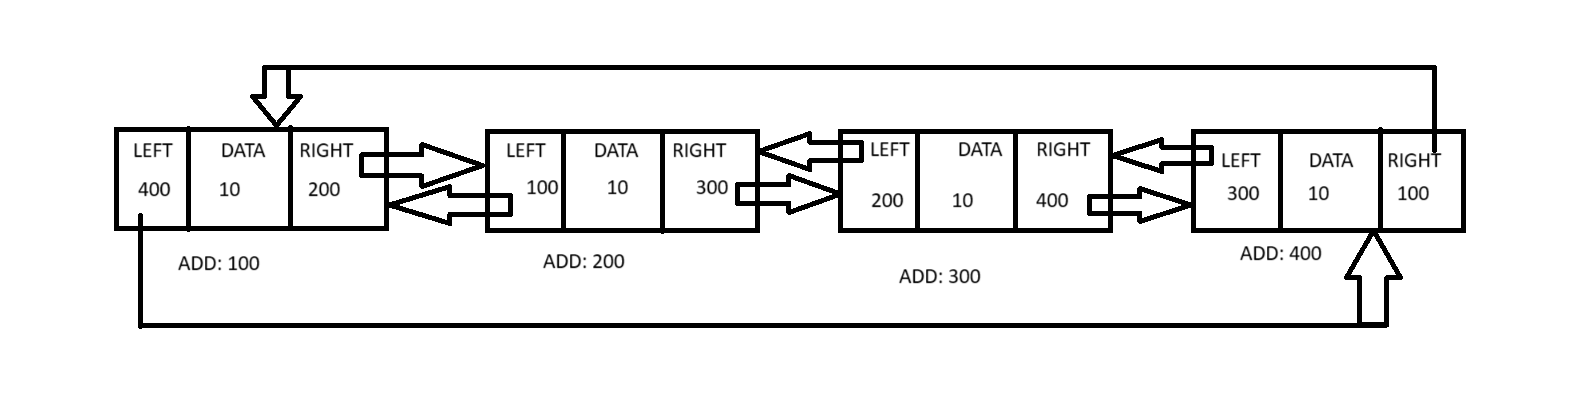 LEFT DATA RIGHT
400 10 200
ADD: 100
LEFT DATA RIGHT
100 10 300
ADD: 200
LEFT DATA RIGHT
200 10 400
ADD: 300
LEFT DATA RIGHT
300 10 100
ADD: 400